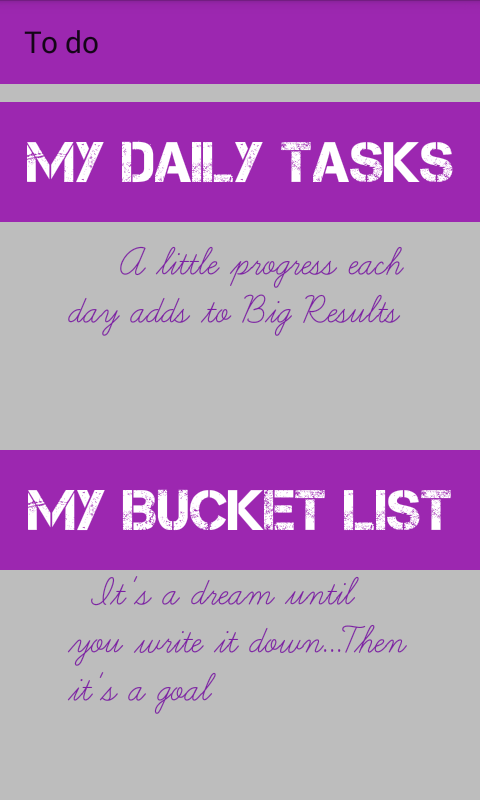 To do
MY DAILY TASKS
A little progress each
day adds to Big Results
MY BUCKET LIST
It's a dream until
you write it down...Then
it's a goal